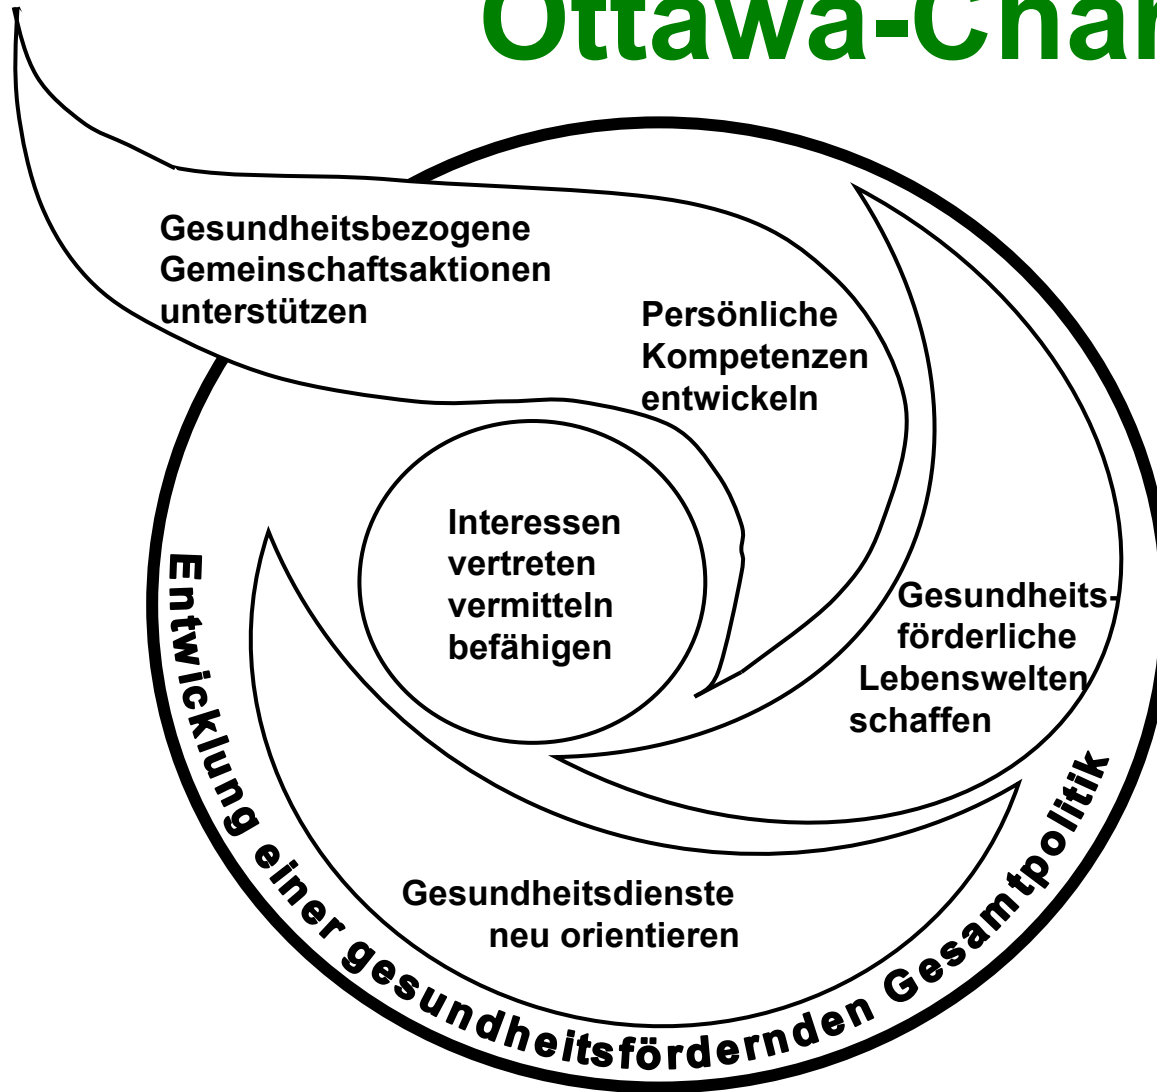 Ottawa-Char
Gesundheitsbezogene
Gemeinschaftsaktionen
unterstützen
Persönliche
Kompetenzen
entwickeln
Interessen
vertreten
vermitteln
befähigen
Gesundheits-
förderliche
Lebenswelten
schaffen
Gesundheitsdienste
neu orientieren
Entwicklung einer gesundheitsfördernden Gesamtpolitik